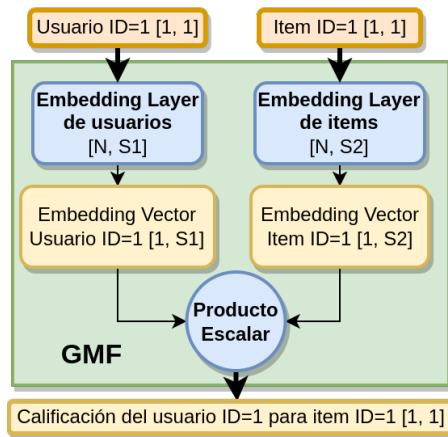 Usuario ID=1 [1, 1]
Item ID=1 [1, 1]
Embedding Layer
de usuarios
[N, S1]
Embedding Layer
de items
[N, S2]
Embedding Vector
Usuario ID=1 [1, S1]
Embedding Vector
Item ID=1 [1, S2]
Producto
Escalar
GMF
Calificación del usuario ID=1 para item ID=1 [1, 1]